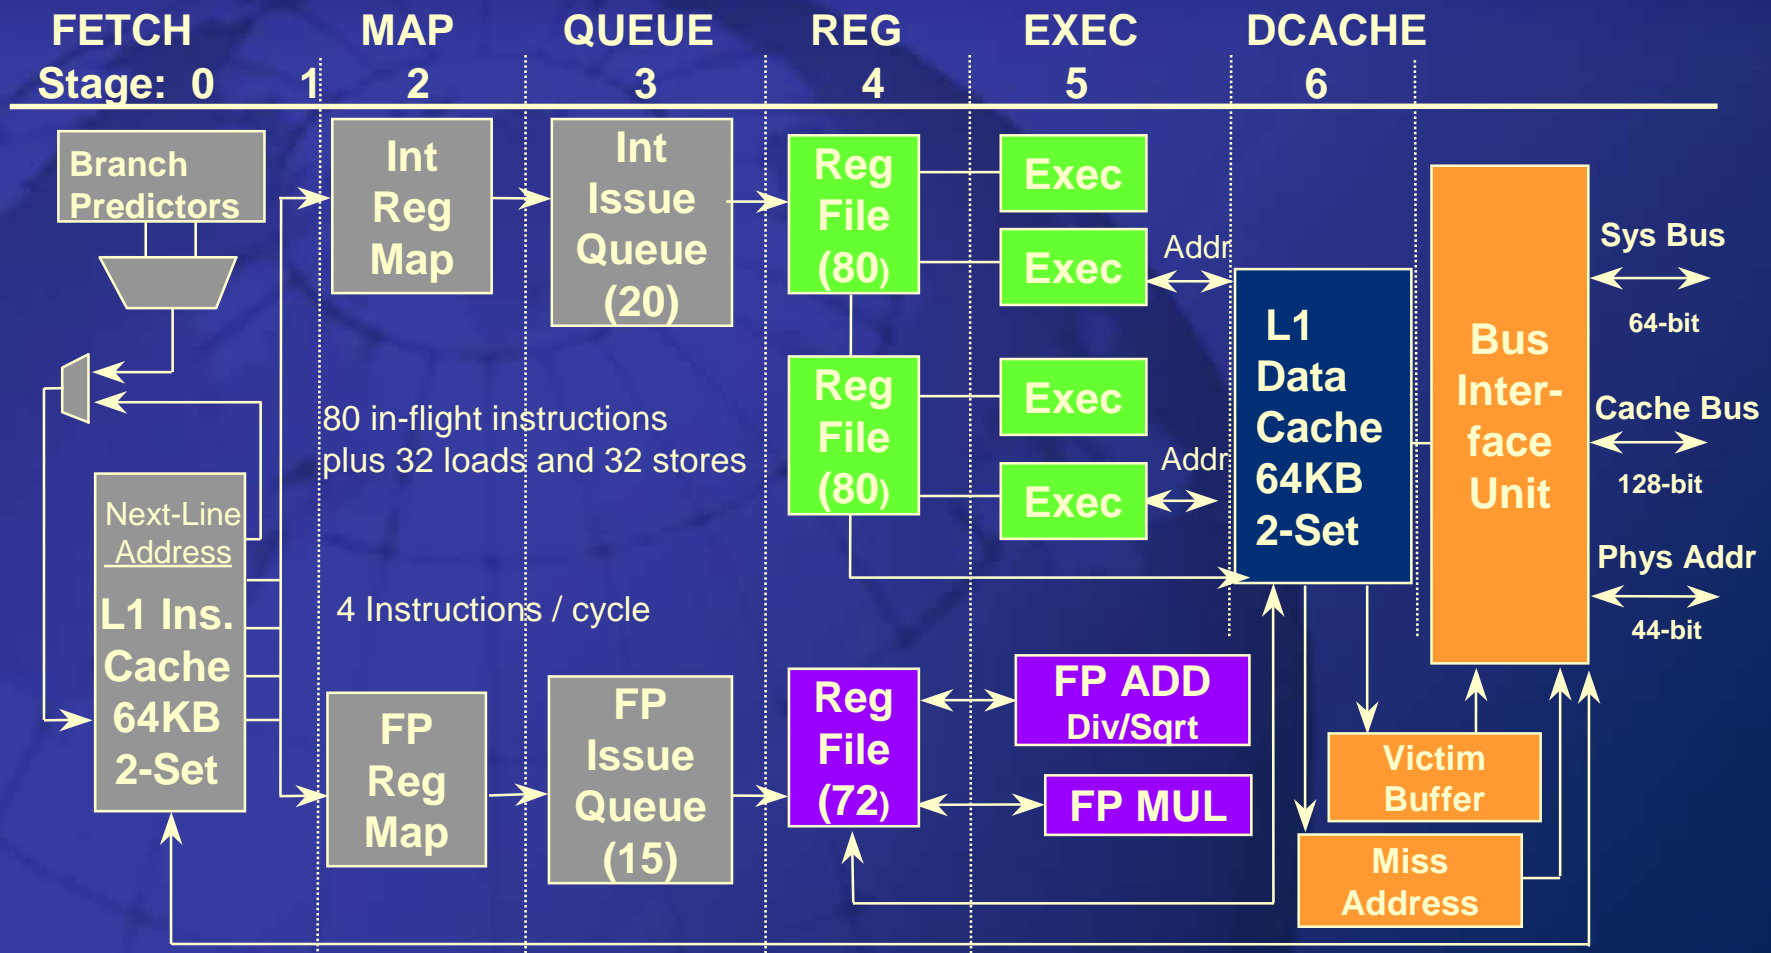 FETCH MAP QUEUE REG EXEC DCACHE
Stage: 0 1 2 3 4 5 6
Branch
Predictors
Int
Reg
Map
Int
Issue
Queue
(20)
Reg
File
(80)
Exec
Exec
Addr
Sys Bus
64-bit
L1
Data
Cache
64KB
2-Set
Bus
Inter-
face
Unit
Cache Bus
128-bit
Phys Addr
44-bit
80 in-flight instructions
plus 32 loads and 32 stores
Reg
File
(80)
Exec
Exec
Addr
Next-Line
Address
L1 Ins.
Cache
64KB
2-Set
4 Instructions / cycle
FP
Reg
Map
FP
Issue
Queue
(15)
Reg
File
(72)
FP ADD
Div/Sqrt
FP MUL
Victim
Buffer
Miss
Address